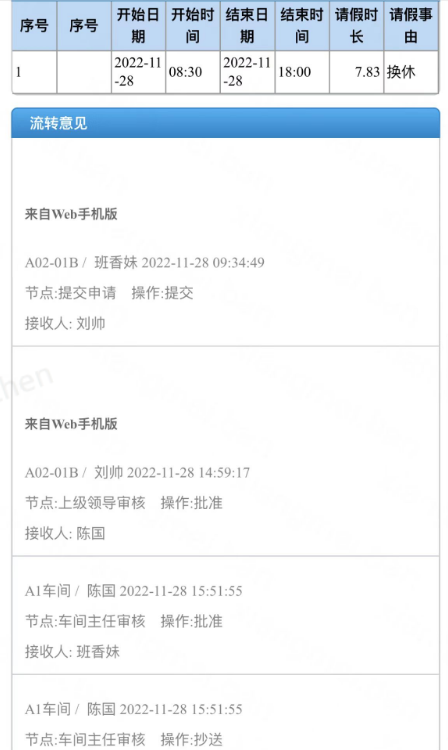 序号 序号 开始日期 开始时间 结束日期 结束时间 请假时长 请假事由
1 2022-11-28 08:30 2022-11-28 18:00 7.83 换休
流转意见
来自Web手机版
A02-01B / 班香妹 2022-11-28 09:34:49
节点:提交申请 操作:提交
接收人: 刘帅
hen
来自Web手机版
A02-01B / 刘帅 2022-11-28 14:59:17
节点:上级领导审核 操作:批准
接收人: 陈国
A1车间 / 陈国 2022-11-28 15:51:55
节点:车间主任审核 操作:批准
接收人: 班香妹
A1车间 / 陈国 2022-11-28 15:51:55
节点:车间主任审核 操作:抄送